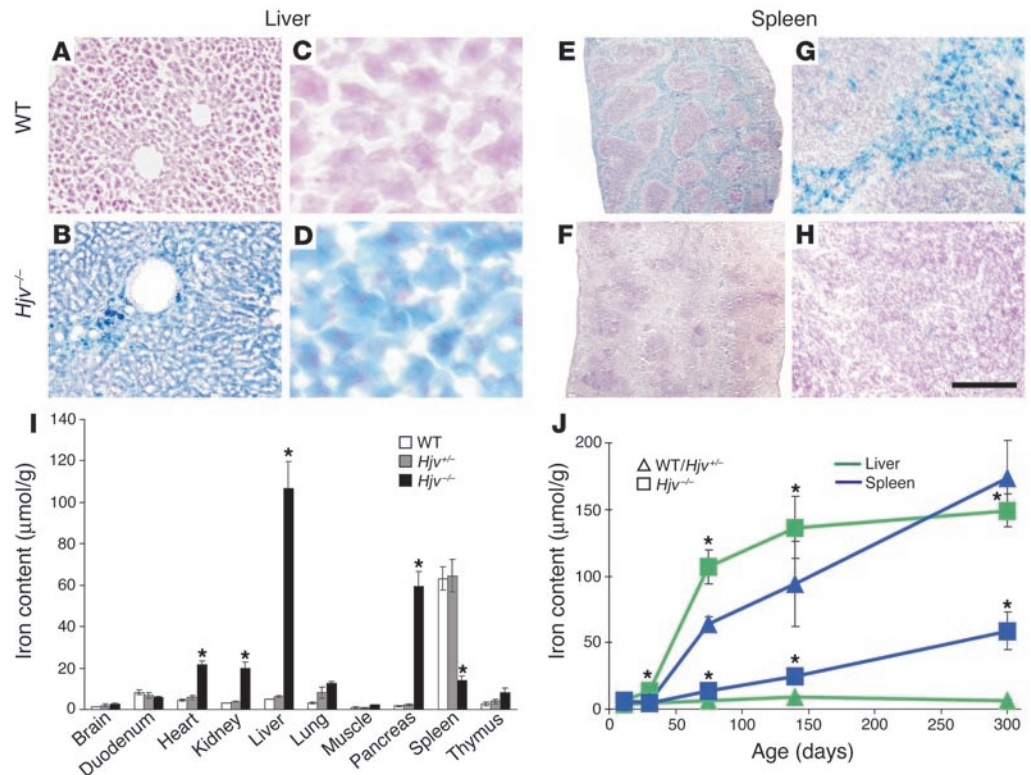 Liver
Spleen
A
C
E
G
WT
B
D
F
H
Hjv–/–
I
Iron content (μmol/g)
140
120
100
80
60
40
20
0
WT
Hjv+/–
Hjv–/–
*
*
*
*
*
Brain
Duodenum
Heart
Kidney
Liver
Lung
Muscle
Pancreas
Spleen
Thymus
J
Iron content (μmol/g)
200
150
100
50
0
WT/Hjv+/–
Hjv–/–
Liver
Spleen
*
*
*
*
*
*
*
0
50
100
150
200
250
300
Age (days)